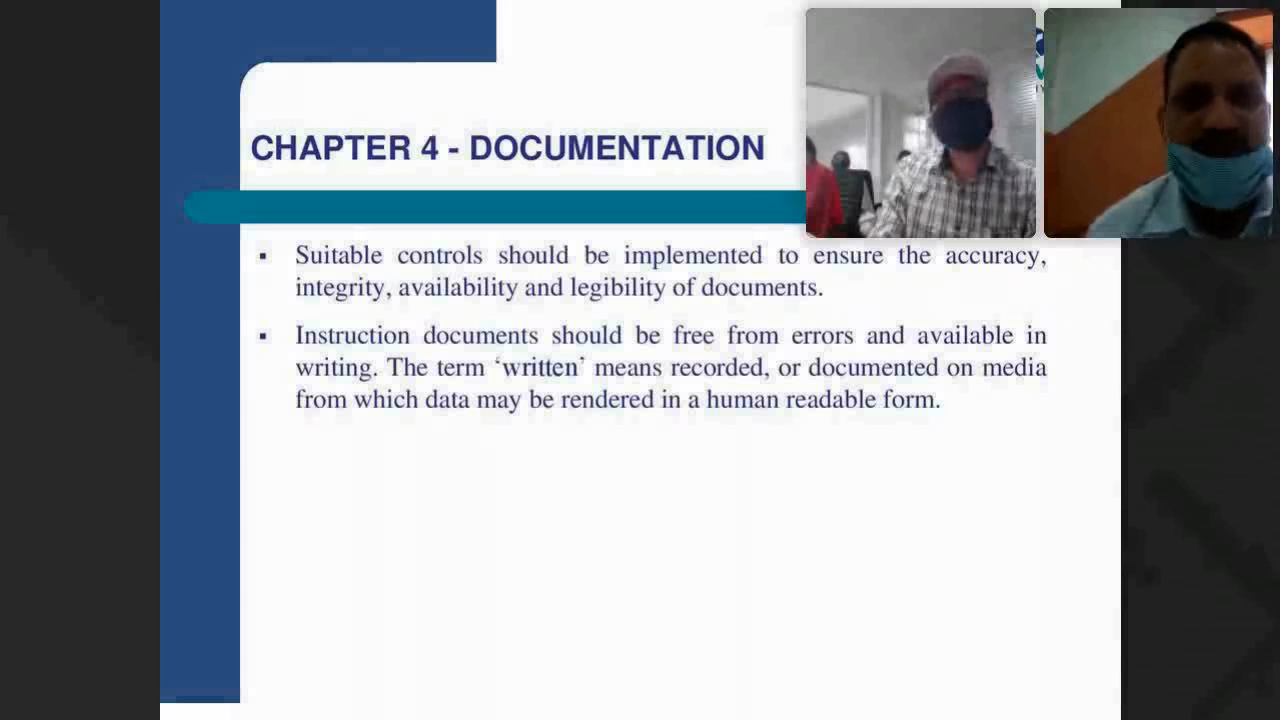 CHAPTER 4 - DOCUMENTATION
▪ Suitable controls should be implemented to ensure the accuracy,
integrity, availability and legibility of documents.
▪ Instruction documents should be free from errors and available in
writing. The term ‘written’ means recorded, or documented on media
from which data may be rendered in a human readable form.